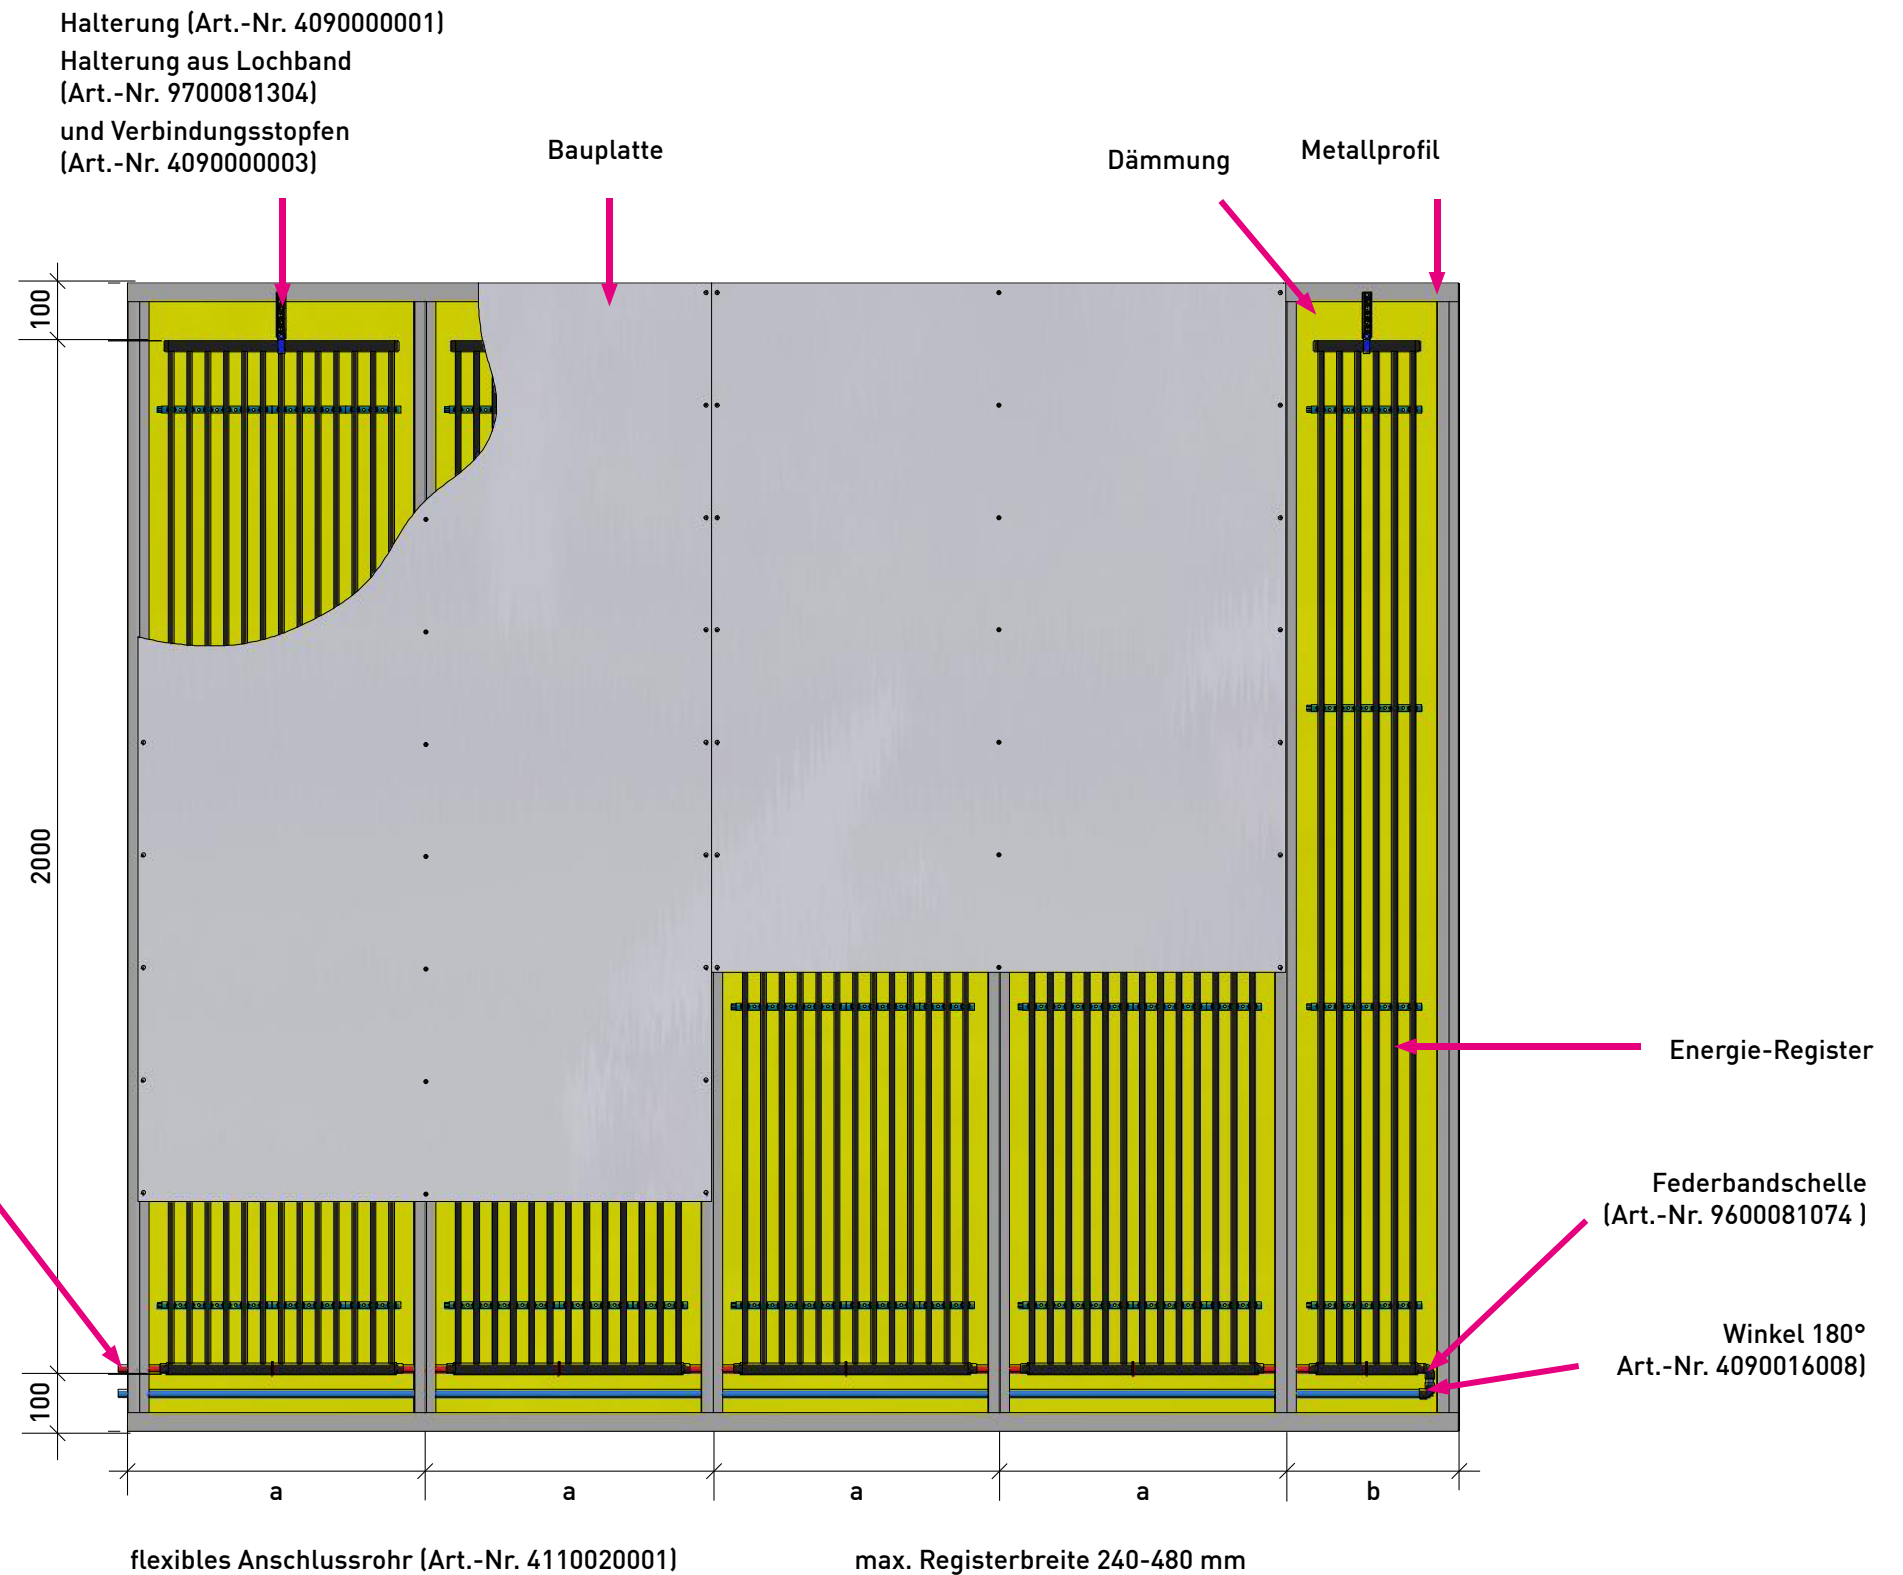 Halterung (Art.-Nr. 4090000001)
Halterung aus Lochband
(Art.-Nr. 9700081304)
und Verbindungsstopfen
(Art.-Nr. 4090000003)
Bauplatte
Dämmung
Metallprofil
100
2000
Energie-Register
Federbandschelle
(Art.-Nr. 9600081074 )
Winkel 180°
Art.-Nr. 4090016008)
100
a
a
a
a
b
flexibles Anschlussrohr (Art.-Nr. 4110020001)
max. Registerbreite 240-480 mm